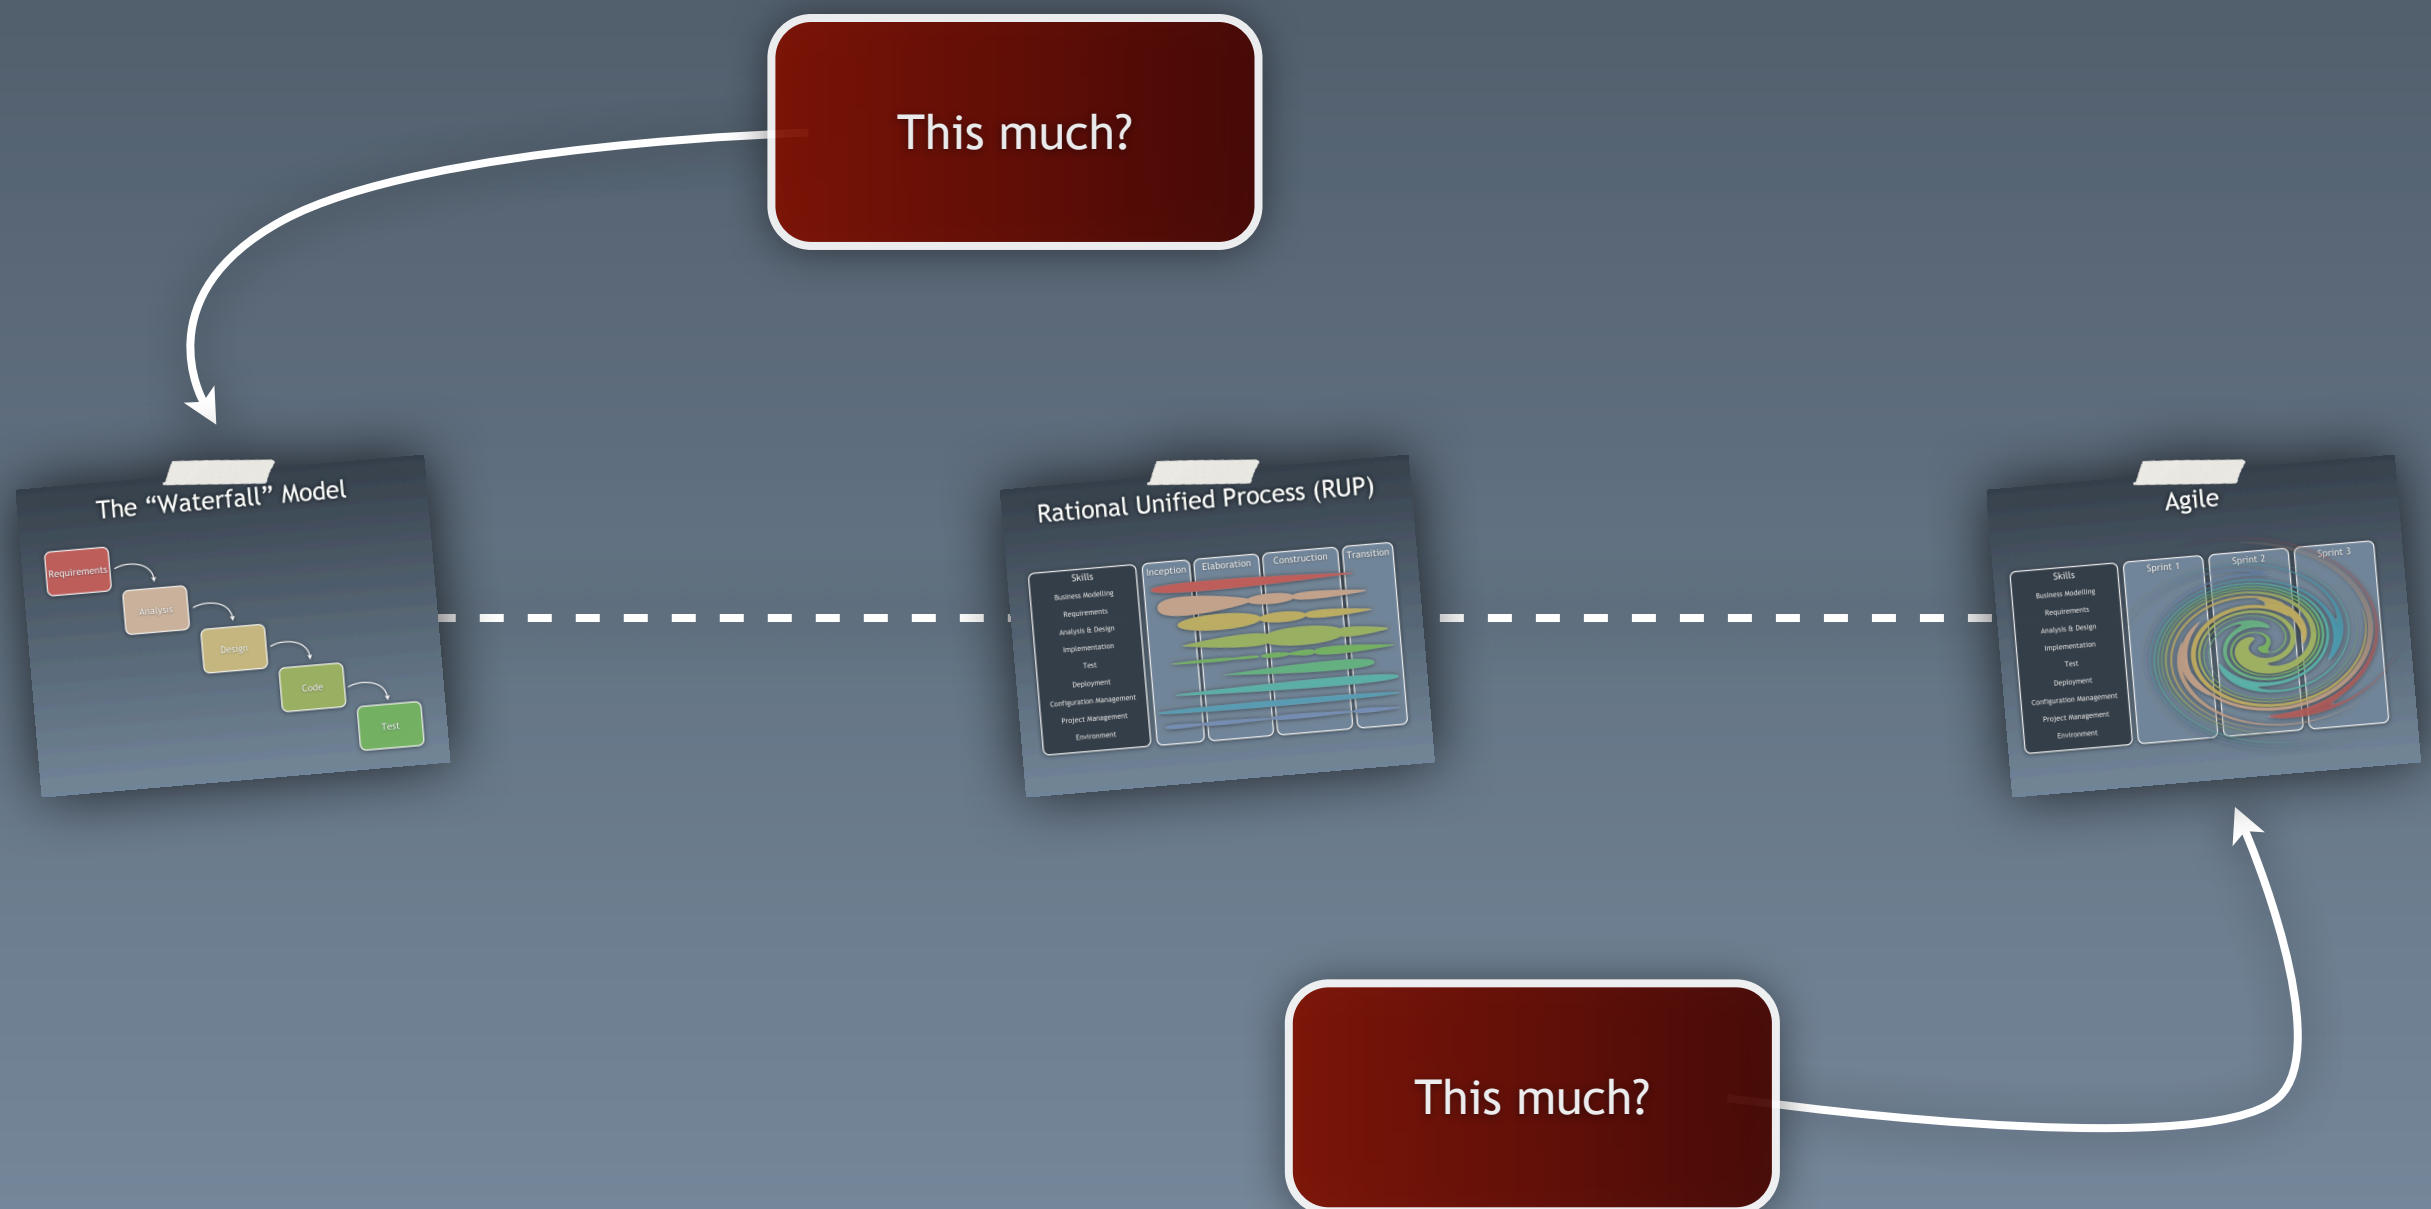 This much?
The “Waterfall” Model
Requirements
Analysis
Design
Code
Test
Rational Unified Process (RUP)
Skills
Business Modelling
Requirements
Analysis & Design
Implementation
Test
Deployment
Configuration Management
Project Management
Environment
Inception
Elaboration
Construction
Transition
Agile
Skills
Business Modelling
Requirements
Analysis & Design
Implementation
Test
Deployment
Configuration Management
Project Management
Environment
Sprint 1
Sprint 2
Sprint 3
This much?